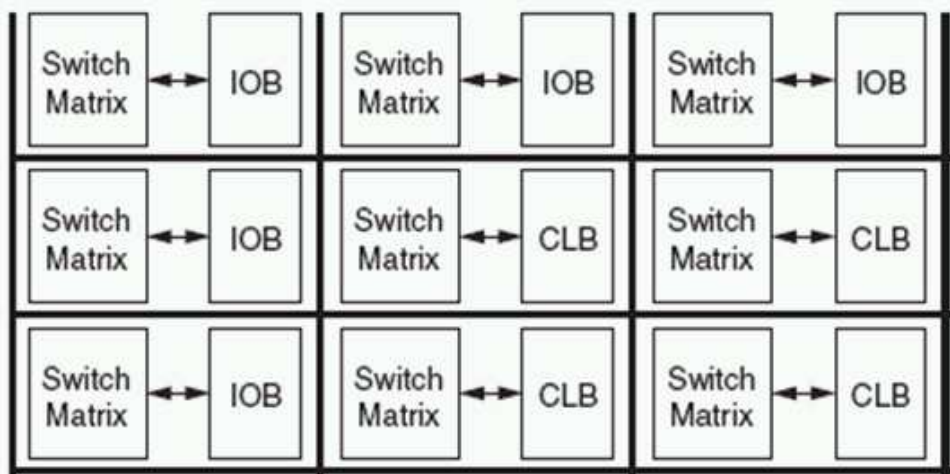 Switch
Matrix
IOB
Switch
Matrix
IOB
Switch
Matrix
IOB
Switch
Matrix
IOB
Switch
Matrix
CLB
Switch
Matrix
CLB
Switch
Matrix
IOB
Switch
Matrix
CLB
Switch
Matrix
CLB